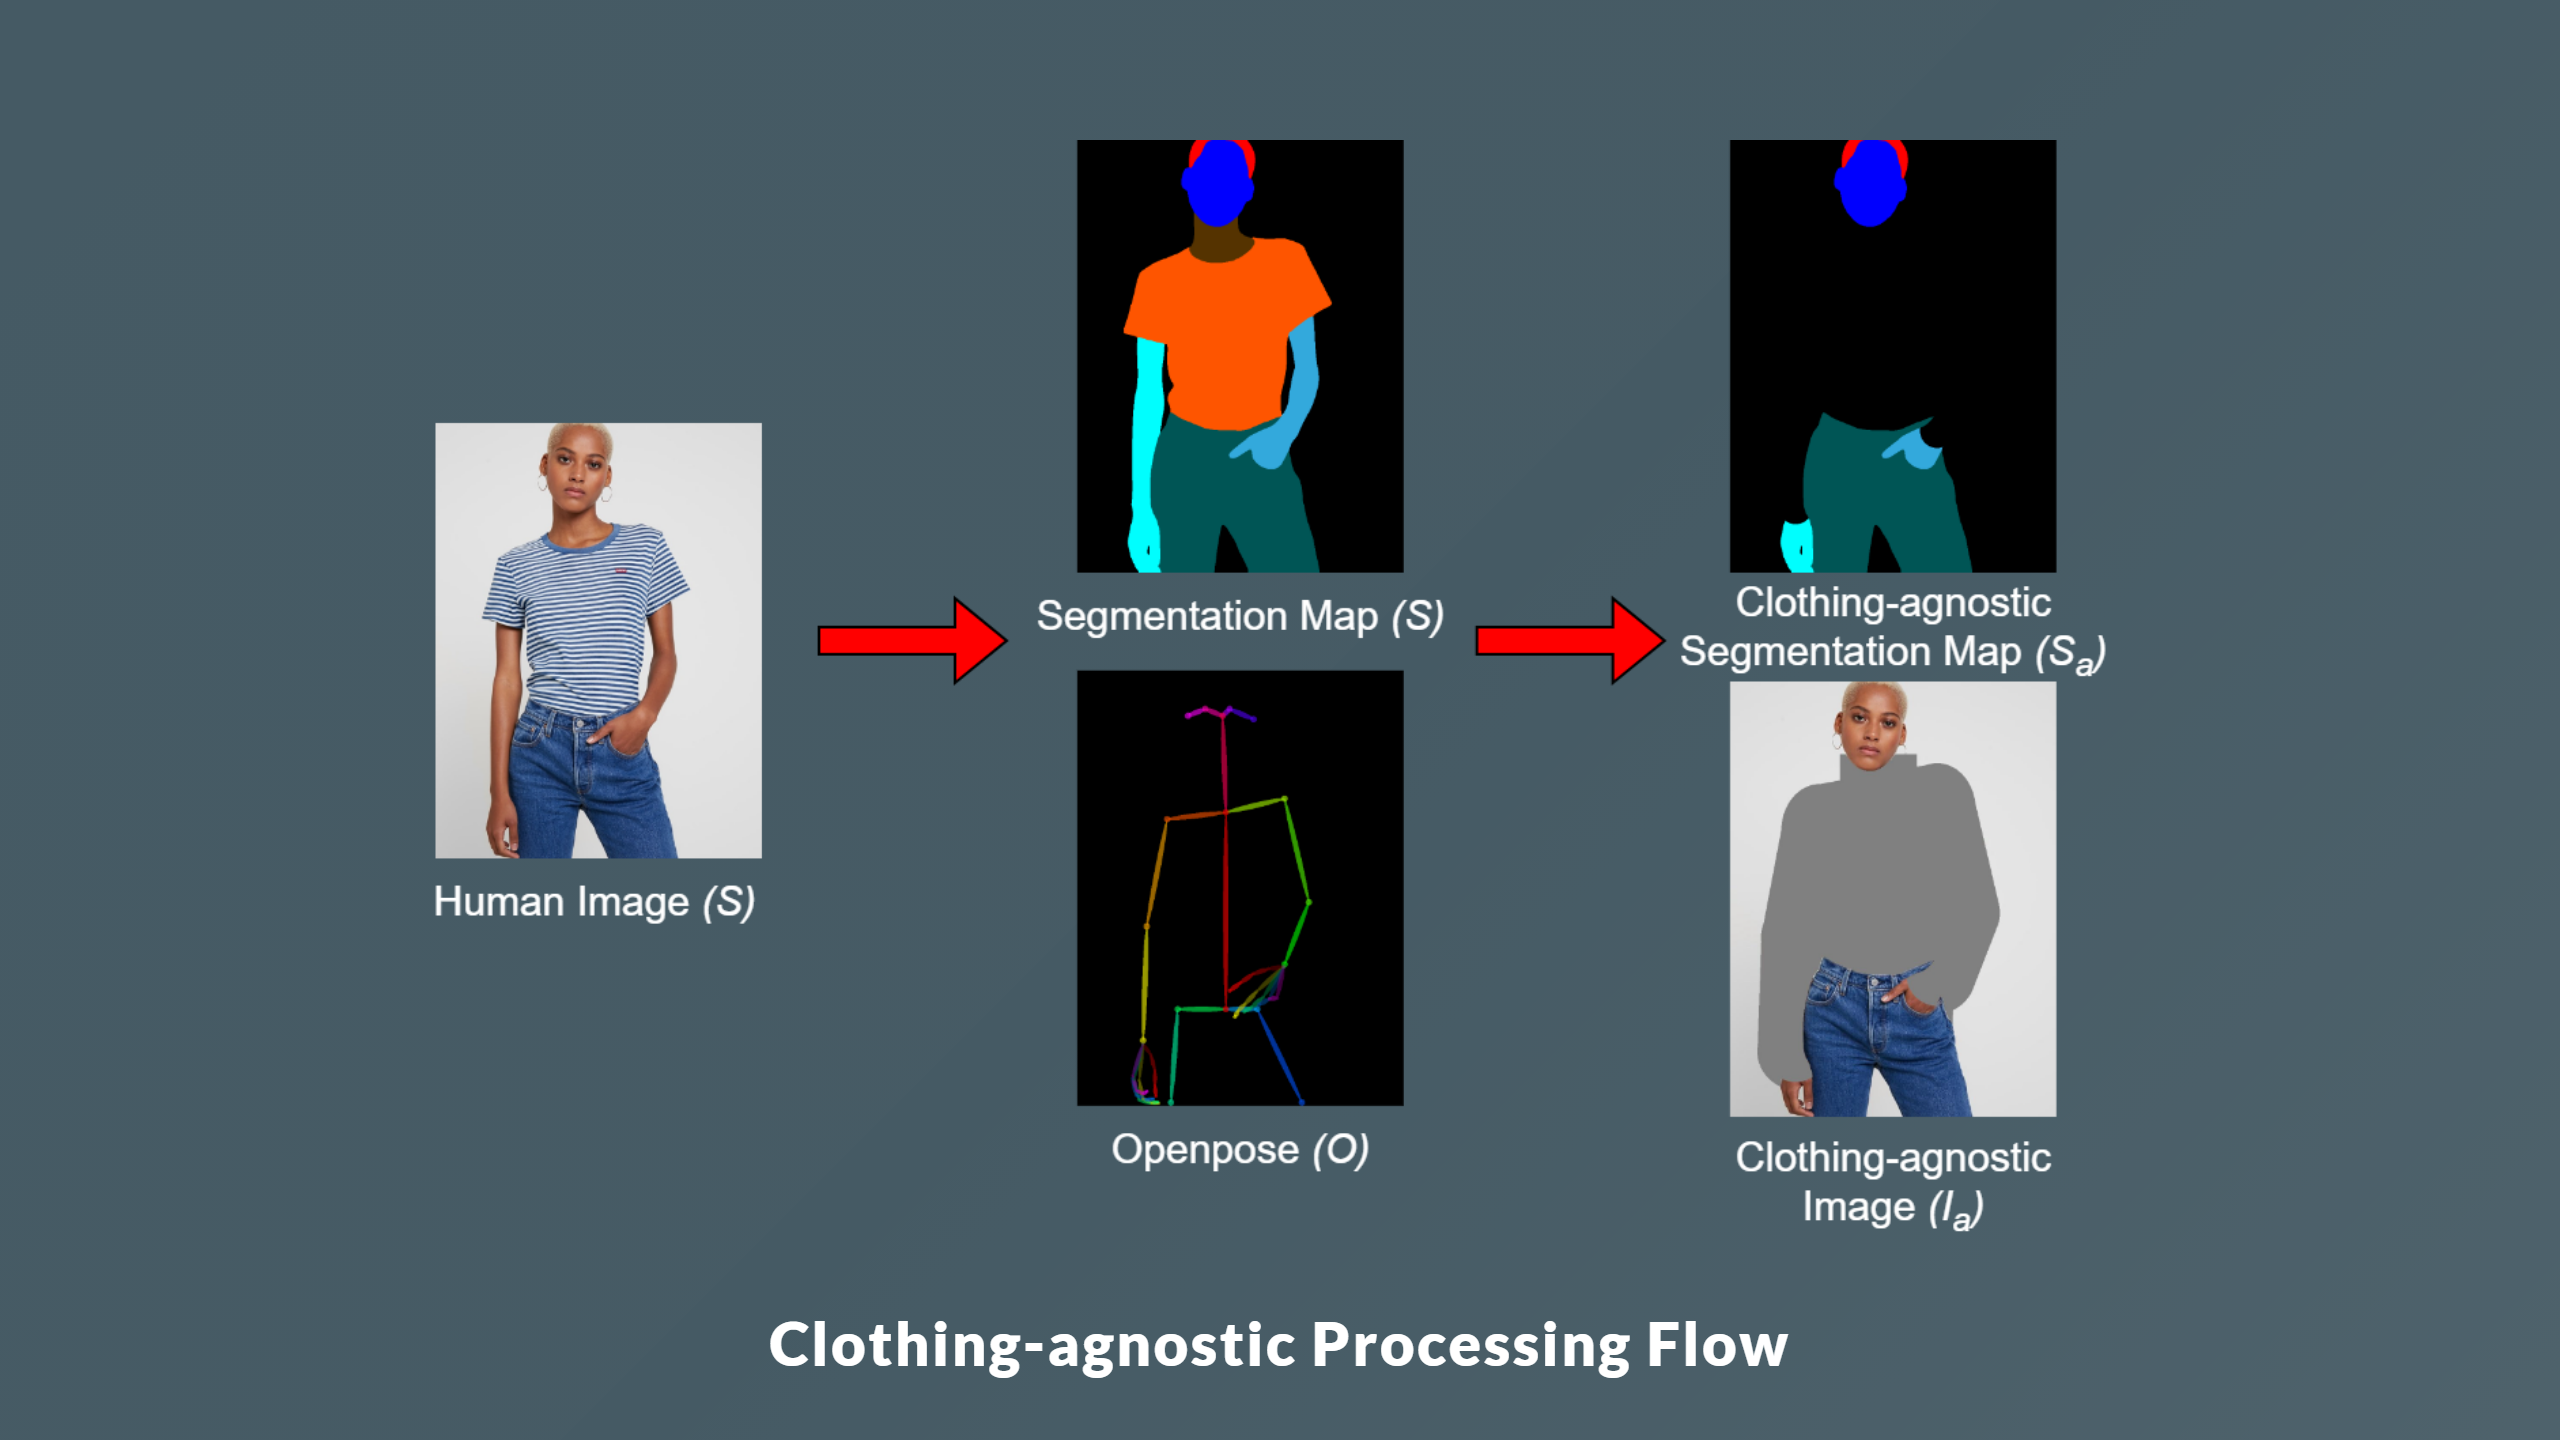 Human Image (S)
Segmentation Map (S)
Openpose (O)
Clothing-agnostic
Segmentation Map (Sa)
Clothing-agnostic
Image (Ia)
Clothing-agnostic Processing Flow